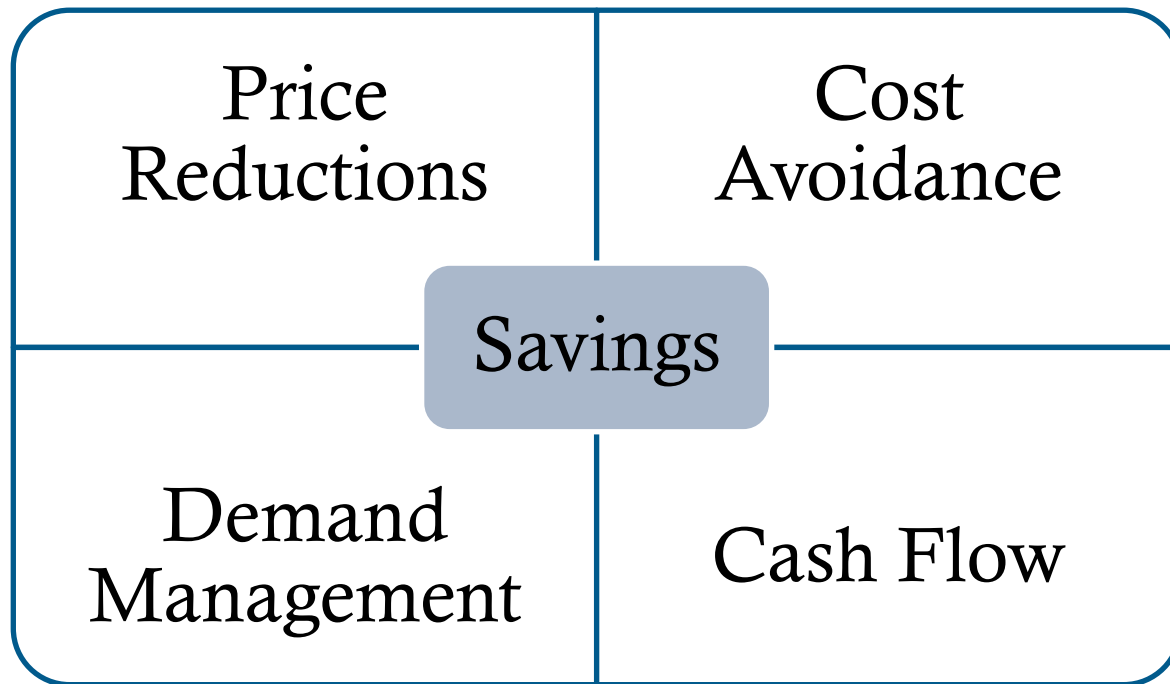 Price
Reductions
Cost
Avoidance
Savings
Demand
Management
Cash Flow